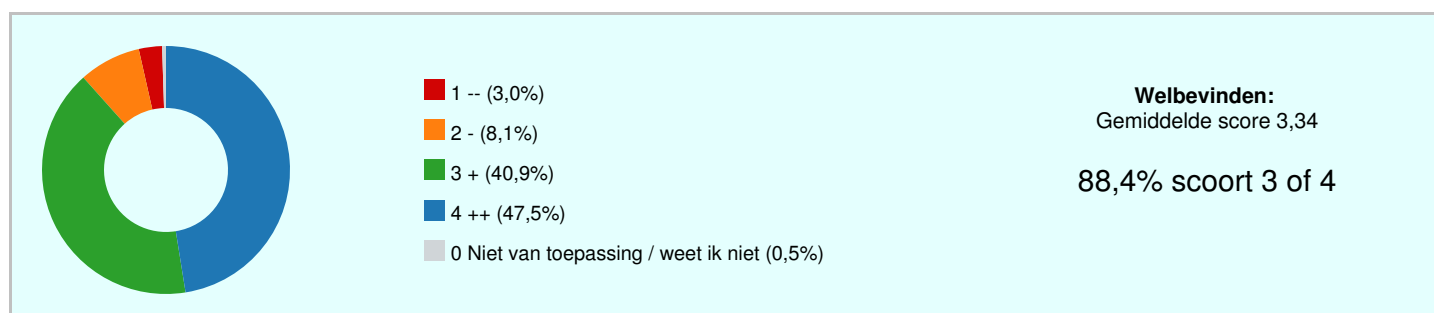 1 -- (3,0%)
2 - (8,1%)
3 + (40,9%)
4 ++ (47,5%)
0 Niet van toepassing / weet ik niet (0,5%)
Welbevinden:
Gemiddelde score 3,34
88,4% scoort 3 of 4